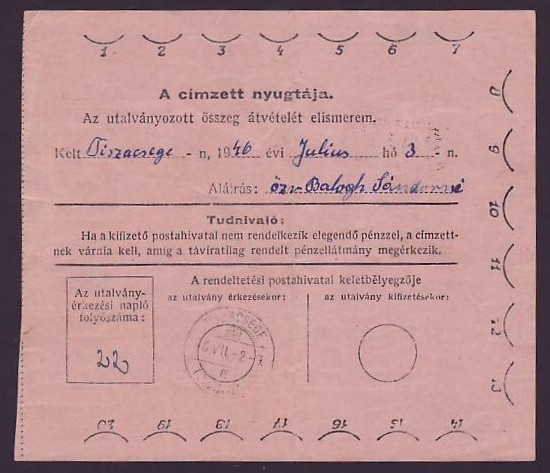 1 2 3 4 5 6 7
A címzett nyugtája.
Az utalványozott összeg átvételét elismerem.
Kelt Tiszacsege - n, 1946 évi Július hó 3 - n.
Aláírás: özv Balogh Sándorné
Tudnivaló:
Ha a kifizető postahivatal nem rendelkezik elegendő pénzzel, a címzett-
nek várnia kell, amíg a táviratilag rendelt pénzellátmány megérkezik.
Az utalvány-
érkezési napló
folyószáma:
22
A rendeltetési postahivatal keletbélyegzője
az utalvány érkezésekor:
az utalvány kifizetésekor:
VII. - 2
8
9
10
11
12
13
20 19 18 17 16 15 14